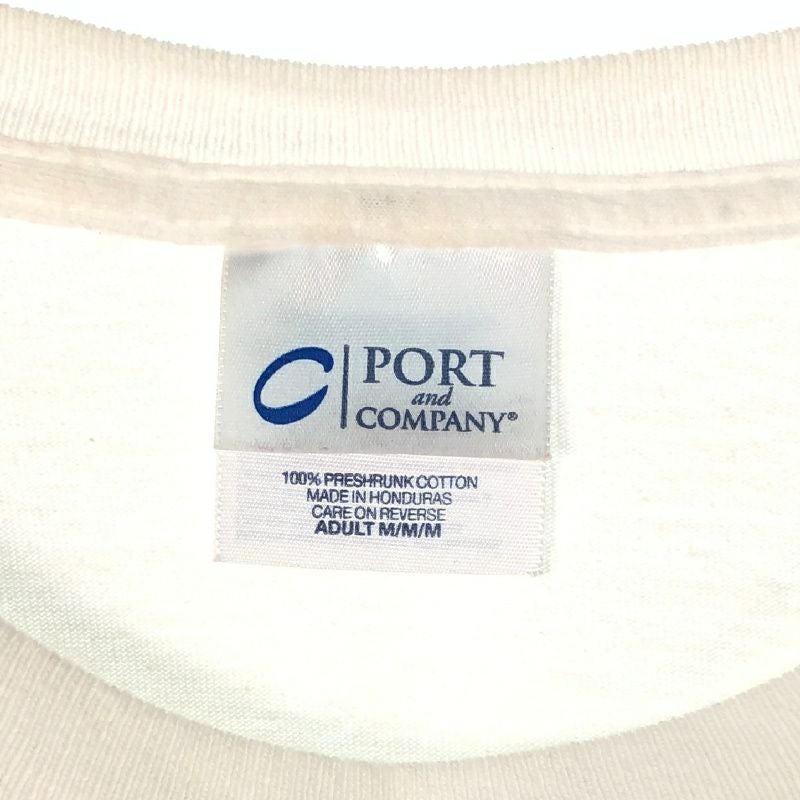 PORT
and
COMPANY®
100% PRESHRUNK COTTON
MADE IN HONDURAS
CARE ON REVERSE
ADULT M/M/M